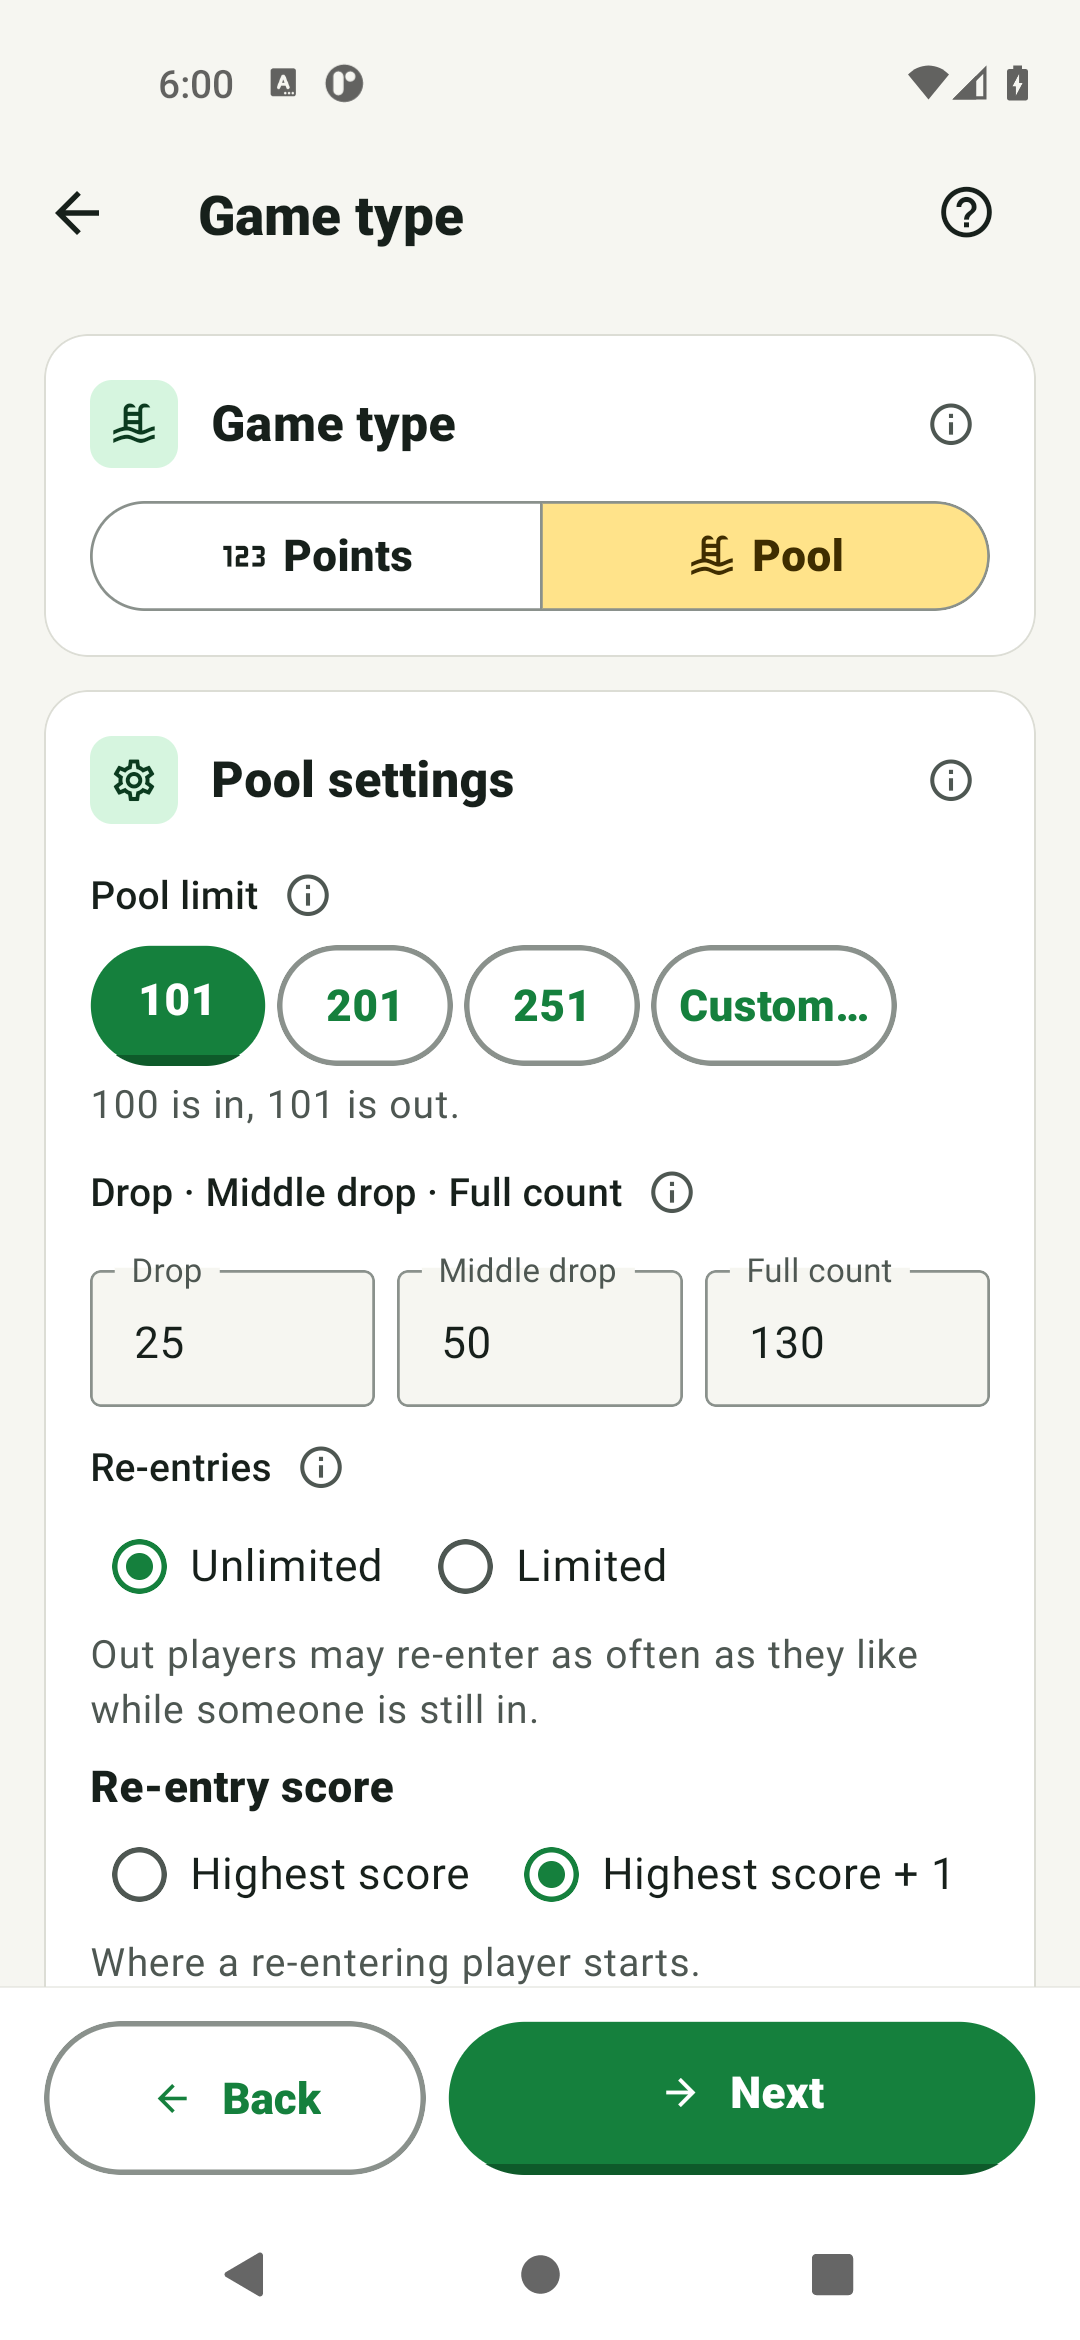 6:00
Game type
Game type
123 Points
Pool
Pool settings
Pool limit
101
201
251
Custom...
100 is in, 101 is out.
Drop · Middle drop · Full count
Drop
Middle drop
Full count
25
50
130
Re-entries
Unlimited
Limited
Out players may re-enter as often as they like
while someone is still in.
Re-entry score
Highest score
Highest score + 1
Where a re-entering player starts.
Back
Next